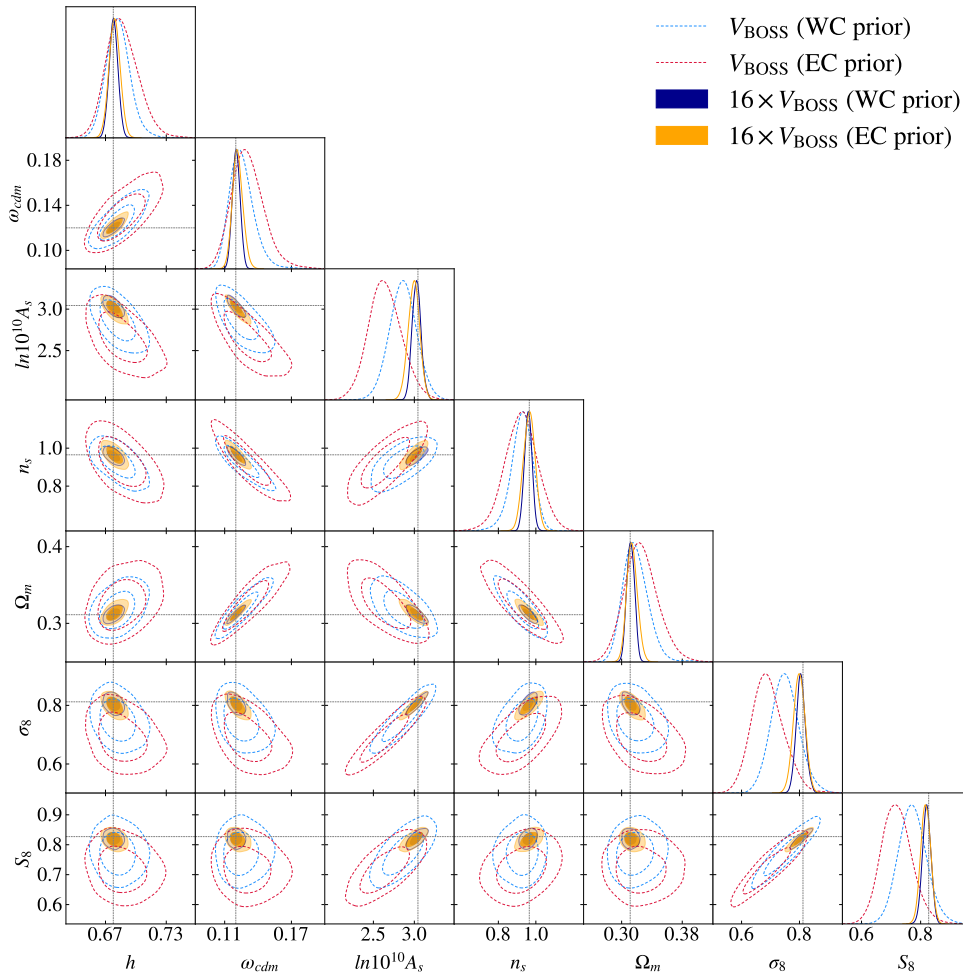 V_BOSS (WC prior)
V_BOSS (EC prior)
16 × V_BOSS (WC prior)
16 × V_BOSS (EC prior)
ω_cdm
0.18
0.14
0.10
ln10^10 A_s
3.0
2.5
n_s
1.0
0.8
Ω_m
0.4
0.3
σ_8
0.8
0.6
S_8
0.9
0.8
0.7
0.6
0.67 0.73 0.11 0.17 2.5 3.0 0.8 1.0 0.30 0.38 0.6 0.8 0.6 0.8
h ω_cdm ln10^10 A_s n_s Ω_m σ_8 S_8